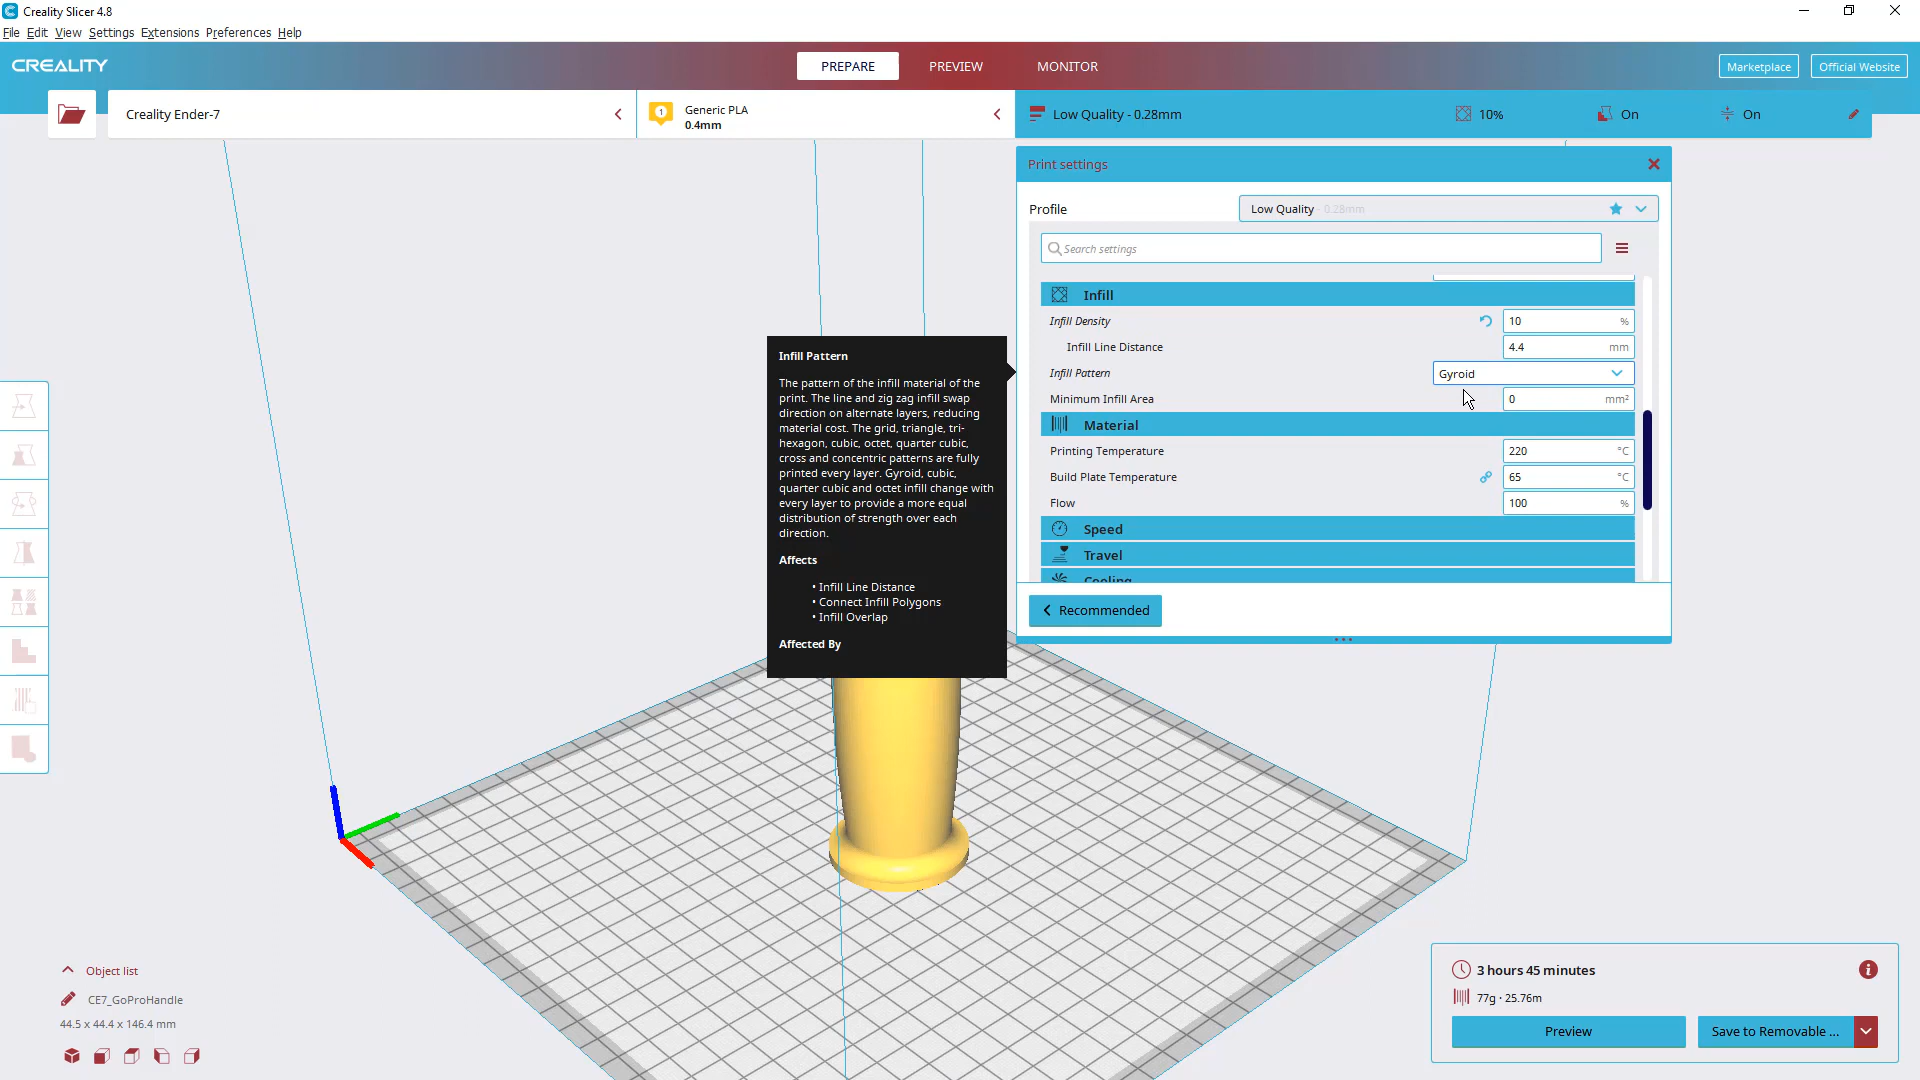 Creality Slicer 4.8
File Edit View Settings Extensions Preferences Help
CREALITY
PREPARE
PREVIEW
MONITOR
Marketplace
Official Website
Creality Ender-7
1
Generic PLA
0.4mm
Low Quality - 0.28mm
10%
On
On
Print settings
Profile
Low Quality - 0.28mm
Search settings
Infill
Infill Density
10 %
Infill Line Distance
4.4 mm
Infill Pattern
Gyroid
Minimum Infill Area
0 mm²
Material
Printing Temperature
220 °C
Build Plate Temperature
65 °C
Flow
100 %
Speed
Travel
Cooling
Recommended
Infill Pattern
The pattern of the infill material of the
print. The line and zig zag infill swap
direction on alternate layers, reducing
material cost. The grid, triangle, tri-
hexagon, cubic, octet, quarter cubic,
cross and concentric patterns are fully
printed every layer. Gyroid, cubic,
quarter cubic and octet infill change with
every layer to provide a more equal
distribution of strength over each
direction.
Affects
• Infill Line Distance
• Connect Infill Polygons
• Infill Overlap
Affected By
Object list
CE7_GoProHandle
44.5 x 44.4 x 146.4 mm
3 hours 45 minutes
77g · 25.76m
Preview
Save to Removable ...